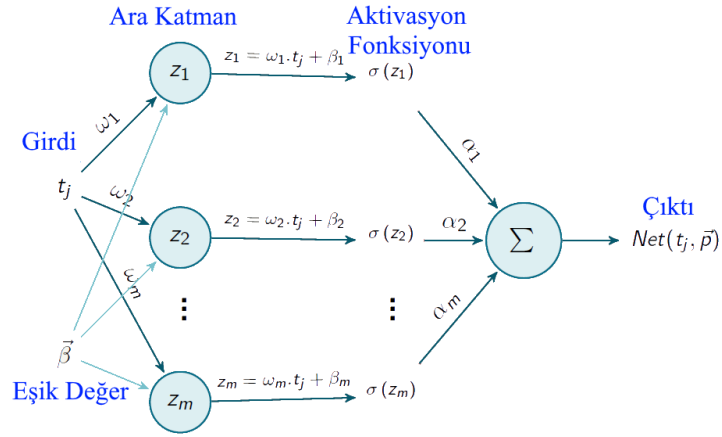 Ara Katman
Aktivasyon
Fonksiyonu
z₁
z₁ = ω₁.tⱼ + β₁
σ(z₁)
ω₁
α₁
Girdi
tⱼ
ω₂
z₂
z₂ = ω₂.tⱼ + β₂
σ(z₂)
α₂
∑
Çıktı
Net(tⱼ, p⃗)
ωₘ
αₘ
β⃗
Eşik Değer
zₘ
zₘ = ωₘ.tⱼ + βₘ
σ(zₘ)